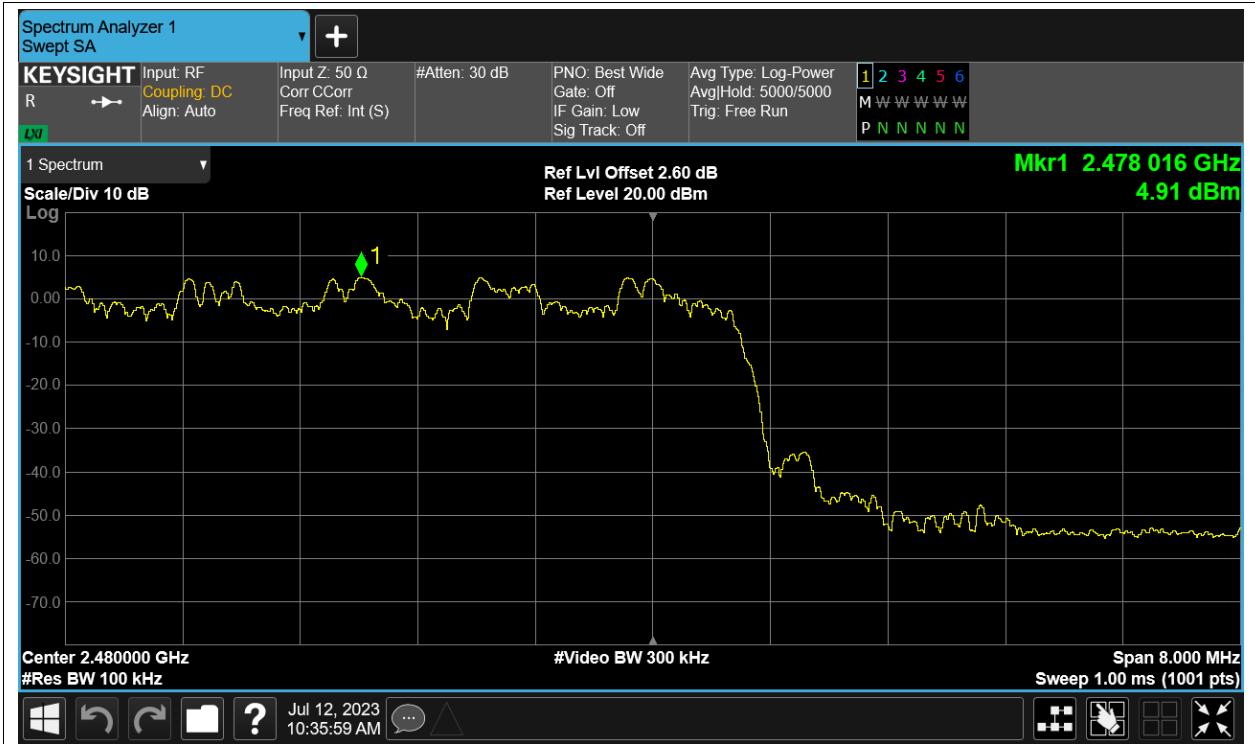 Spectrum Analyzer 1
Swept SA
KEYSIGHT Input: RF Input Z: 50 Ω #Atten: 30 dB PNO: Best Wide Avg Type: Log-Power 1 2 3 4 5 6
R Coupling: DC Corr CCorr Gate: Off Avg|Hold: 5000/5000 M W W W W W
Align: Auto Freq Ref: Int (S) IF Gain: Low Trig: Free Run
LXI Sig Track: Off P N N N N N
1 Spectrum Ref Lvl Offset 2.60 dB Mkr1 2.478 016 GHz
Scale/Div 10 dB Ref Level 20.00 dBm 4.91 dBm
Log
10.0
1
0.00
-10.0
-20.0
-30.0
-40.0
-50.0
-60.0
-70.0
Center 2.480000 GHz #Video BW 300 kHz Span 8.000 MHz
#Res BW 100 kHz Sweep 1.00 ms (1001 pts)
? Jul 12, 2023
10:35:59 AM